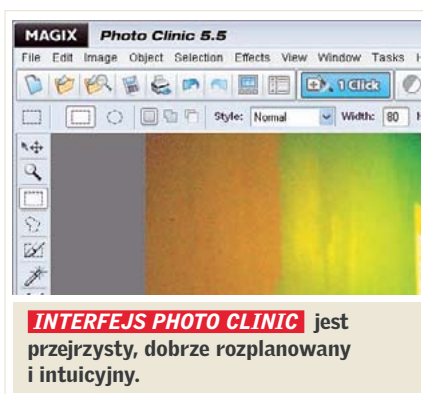 MAGIX Photo Clinic 5.5
File Edit Image Object Selection Effects View Window Tasks
1 Click
Style: Normal Width: 80
INTERFEJS PHOTO CLINIC jest
przejrzysty, dobrze rozplanowany
i intuicyjny.